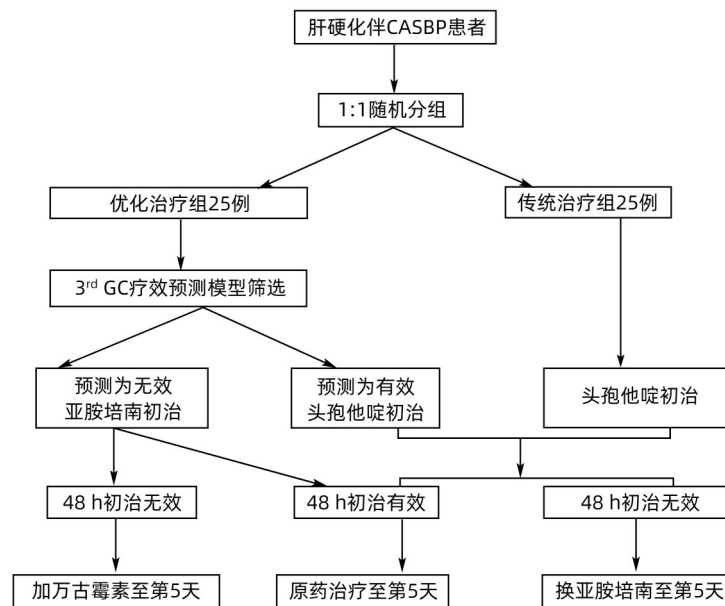 肝硬化伴CASBP患者
1:1随机分组
优化治疗组25例
传统治疗组25例
3rd GC疗效预测模型筛选
预测为无效
亚胺培南初治
预测为有效
头孢他啶初治
头孢他啶初治
48 h初治无效
48 h初治有效
48 h初治无效
加万古霉素至第5天
原药治疗至第5天
换亚胺培南至第5天